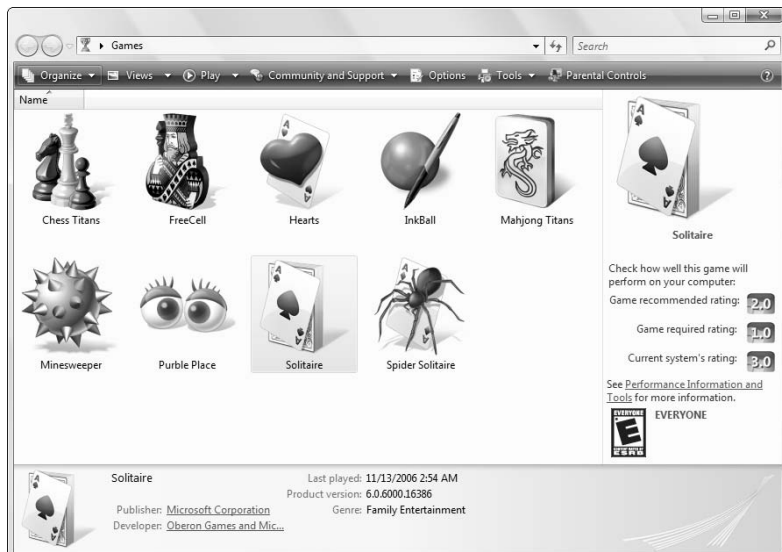 Games
Search
Organize Views Play Community and Support Options Tools Parental Controls
Name
Chess Titans FreeCell Hearts InkBall Mahjong Titans
Minesweeper Purble Place Solitaire Spider Solitaire
Solitaire
Check how well this game will
perform on your computer:
Game recommended rating: 2,0
Game required rating: 1,0
Current system's rating: 3,0
See Performance Information and
Tools for more information.
EVERYONE
E
ESRB
EVERYONE
Solitaire
Publisher: Microsoft Corporation
Developer: Oberon Games and Mic...
Last played: 11/13/2006 2:54 AM
Product version: 6.0.6000.16386
Genre: Family Entertainment